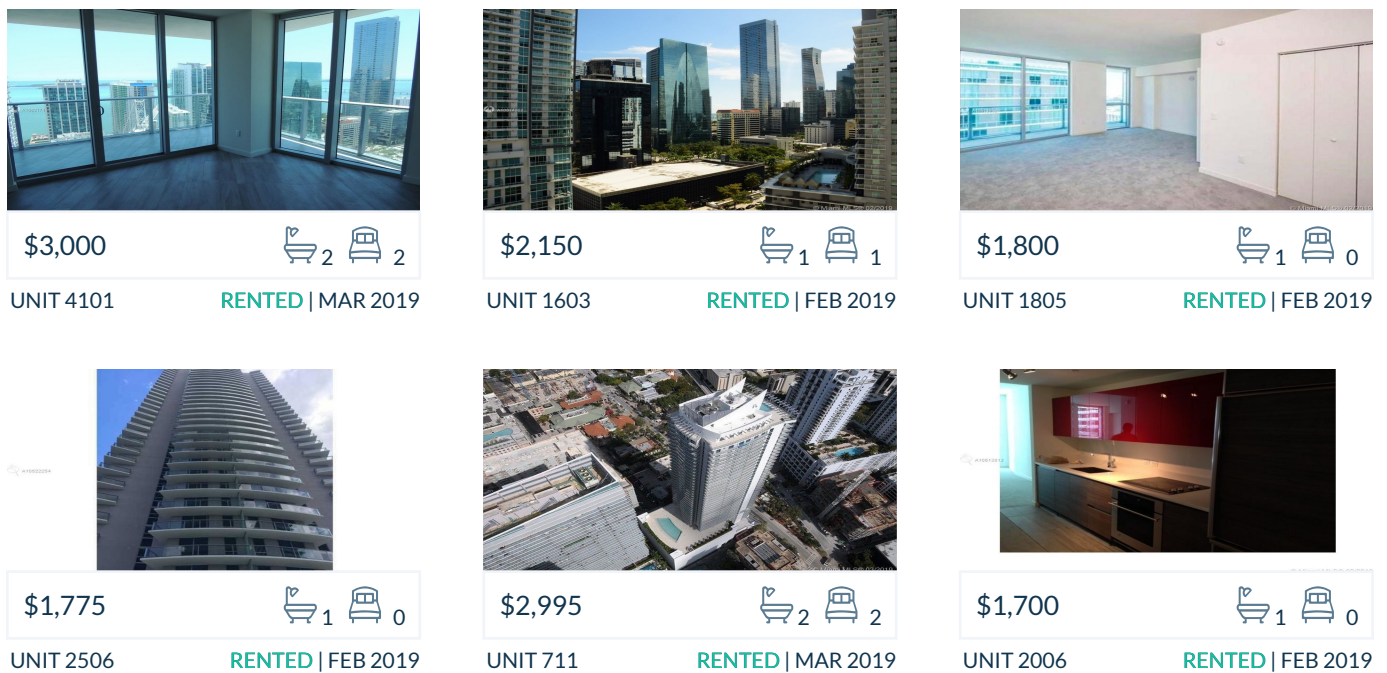 $3,000 2 2
UNIT 4101 RENTED | MAR 2019
$2,150 1 1
UNIT 1603 RENTED | FEB 2019
$1,800 1 0
UNIT 1805 RENTED | FEB 2019
$1,775 1 0
UNIT 2506 RENTED | FEB 2019
$2,995 2 2
UNIT 711 RENTED | MAR 2019
$1,700 1 0
UNIT 2006 RENTED | FEB 2019